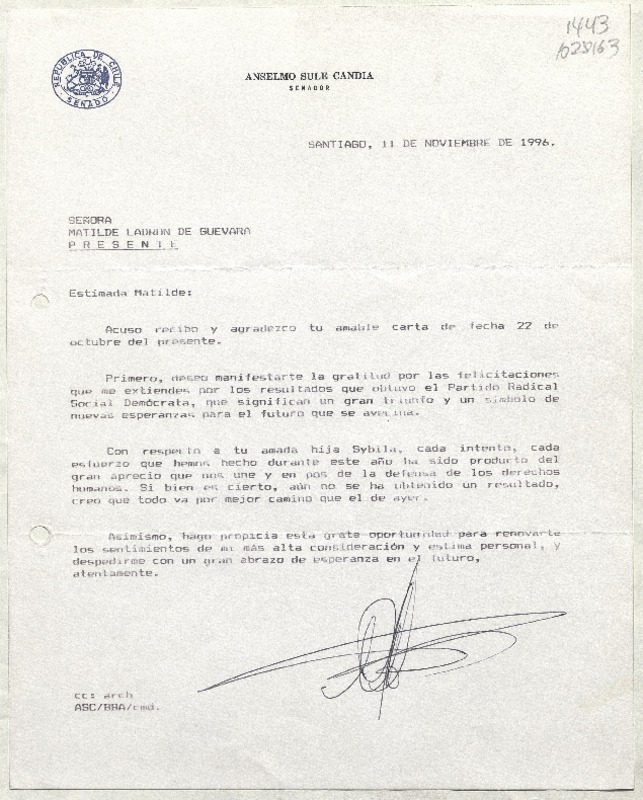 1443
1028163
REPUBLICA DE CHILE
SENADO
ANSELMO SULE CANDIA
SENADOR
SANTIAGO, 11 DE NOVIEMBRE DE 1996.
SEÑORA
MATILDE LADRON DE GUEVARA
P R E S E N T E
Estimada Matilde:
Acuso recibo y agradezco tu amable carta de fecha 22 de
octubre del presente.
Primero, deseo manifestarte la gratitud por las felicitaciones
que me extiendes por los resultados que obtuvo el Partido Radical
Social Demócrata, que significan un gran triunfo y un símbolo de
nuevas esperanzas para el futuro que se avecina.
Con respecto a tu amada hija Sybila, cada intento, cada
esfuerzo que hemos hecho durante este año ha sido producto del
gran aprecio que nos une y en pos de la defensa de los derechos
humanos. Si bien es cierto, aún no se ha obtenido un resultado,
creo que todo va por mejor camino que el de ayer.
Asimismo, hago propicia esta grata oportunidad para renovarte
los sentimientos de mi más alta consideración y estima personal, y
despedirme con un gran abrazo de esperanza en el futuro,
atentamente.
cc: arch
ASC/BBA/cmd.